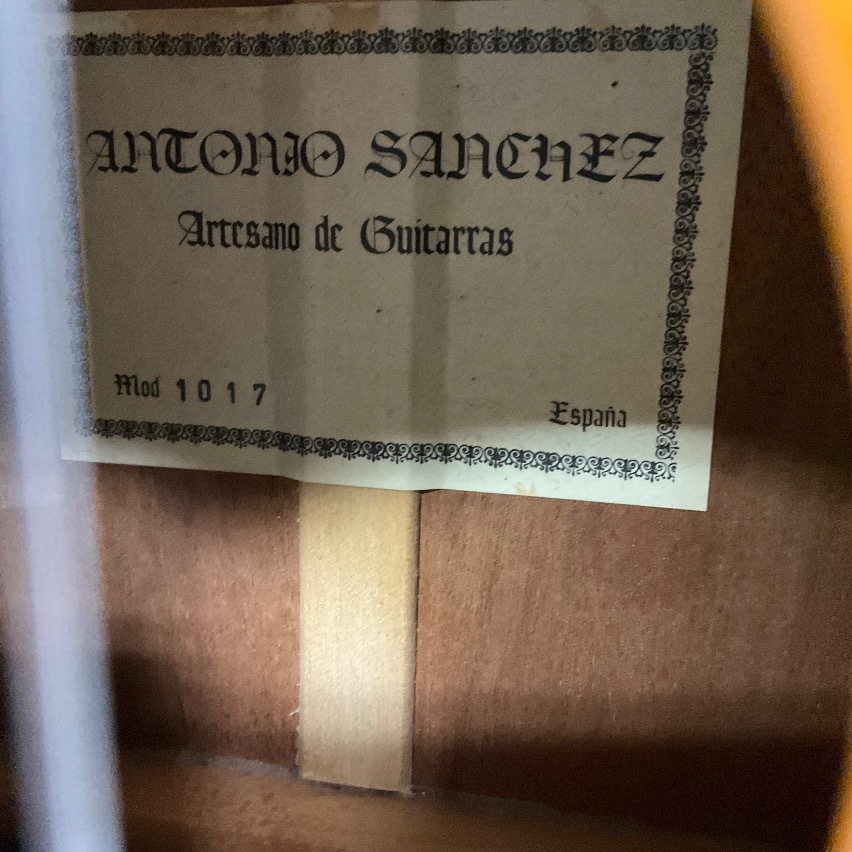 ANTONIO SANCHEZ
Artesano de Guitarras
Mod 1017
España